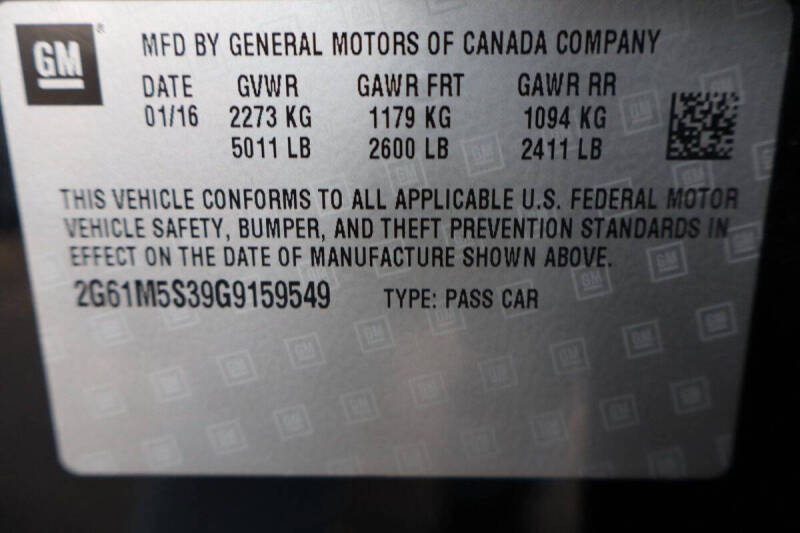 GM® MFD BY GENERAL MOTORS OF CANADA COMPANY
DATE GVWR GAWR FRT GAWR RR
01/16 2273 KG 1179 KG 1094 KG
5011 LB 2600 LB 2411 LB
THIS VEHICLE CONFORMS TO ALL APPLICABLE U.S. FEDERAL MOTOR
VEHICLE SAFETY, BUMPER, AND THEFT PREVENTION STANDARDS IN
EFFECT ON THE DATE OF MANUFACTURE SHOWN ABOVE.
2G61M5S39G9159549 TYPE: PASS CAR